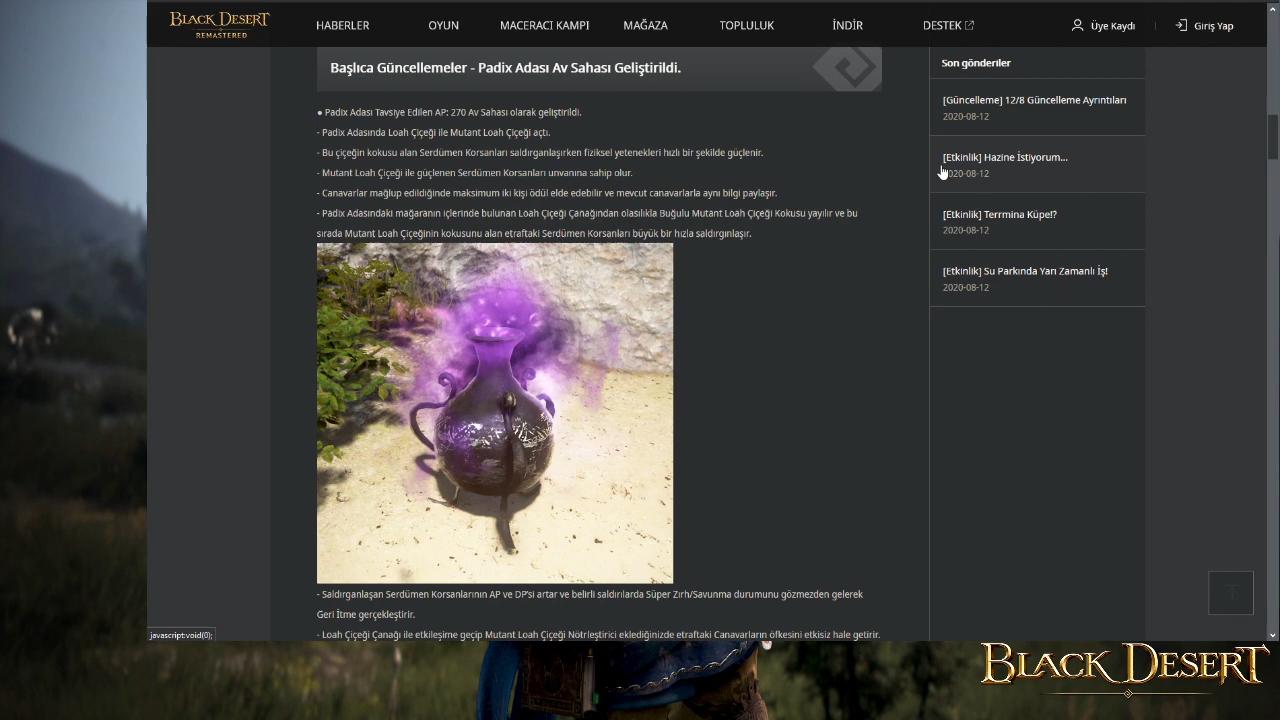 BLACK DESERT
REMASTERED
HABERLER
OYUN
MACERACI KAMPI
MAĞAZA
TOPLULUK
İNDİR
DESTEK
Üye Kaydı
Giriş Yap
Başlıca Güncellemeler - Padix Adası Av Sahası Geliştirildi.
● Padix Adası Tavsiye Edilen AP: 270 Av Sahası olarak geliştirildi.
- Padix Adasında Loah Çiçeği ile Mutant Loah Çiçeği açtı.
- Bu çiçeğin kokusu alan Serdümen Korsanları saldırganlaşırken fiziksel yetenekleri hızlı bir şekilde güçlenir.
- Mutant Loah Çiçeği ile güçlenen Serdümen Korsanları unvanına sahip olur.
- Canavarlar mağlup edildiğinde maksimum iki kişi ödül elde edebilir ve mevcut canavarlarla aynı bilgi paylaşır.
- Padix Adasındaki mağaranın içlerinde bulunan Loah Çiçeği Çanağından olasılıkla Buğulu Mutant Loah Çiçeği Kokusu yayılır ve bu
sırada Mutant Loah Çiçeğinin kokusunu alan etraftaki Serdümen Korsanları büyük bir hızla saldırgınlaşır.
- Saldırganlaşan Serdümen Korsanlarının AP ve DP'si artar ve belirli saldırılarda Süper Zırh/Savunma durumunu gözmezden gelerek
Geri İtme gerçekleştirir.
- Loah Çiçeği Çanağı ile etkileşime geçip Mutant Loah Çiçeği Nötrleştirici eklediğinizde etraftaki Canavarların öfkesini etkisiz hale getirir.
Son gönderiler
[Güncelleme] 12/8 Güncelleme Ayrıntıları
2020-08-12
[Etkinlik] Hazine İstiyorum...
2020-08-12
[Etkinlik] Terrmina Küpe!?
2020-08-12
[Etkinlik] Su Parkında Yarı Zamanlı İş!
2020-08-12
javascript:void(0);
BLACK DESERT